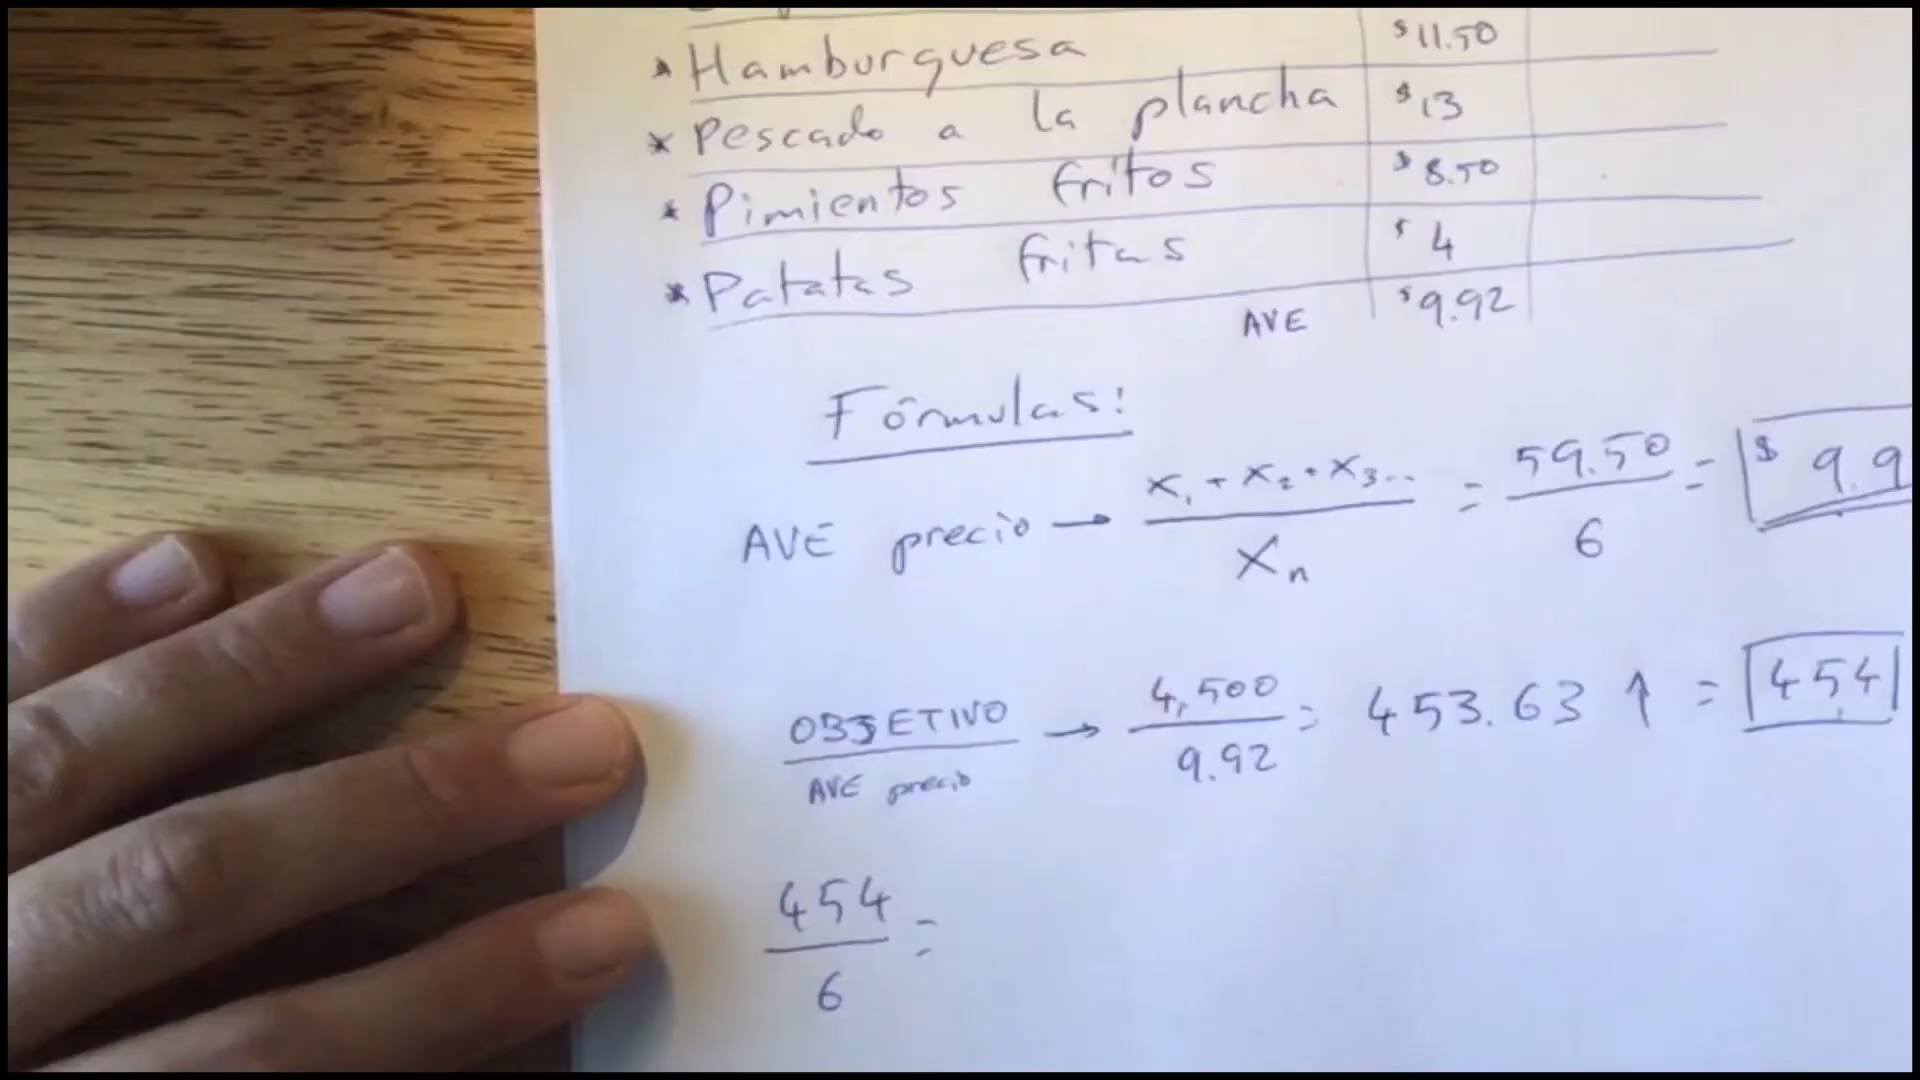 * Hamburguesa $11.50
* Pescado a la plancha $13
* Pimientos fritos $8.50
* Patatas fritas $4
AVE $9.92
Fórmulas:
AVE precio → x₁ + x₂ + x₃.. / Xₙ = 59.50 / 6 = $ 9.9
OBJETIVO / AVE precio → 4,500 / 9.92 = 453.63 ↑ = 454
454 / 6 =